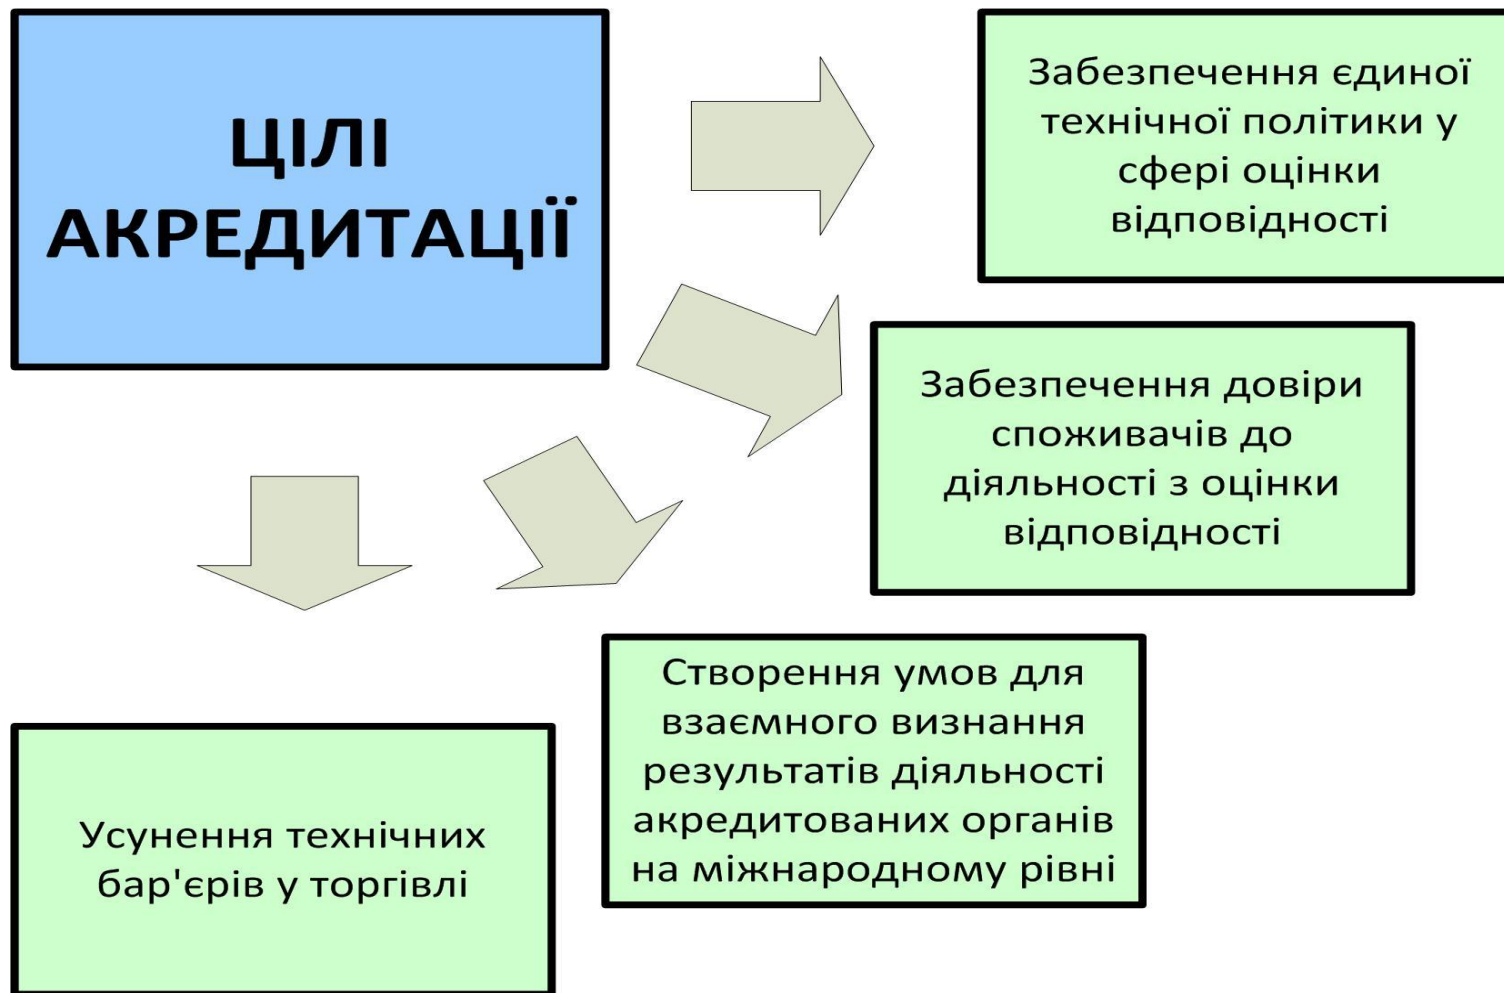 ЦІЛІ
АКРЕДИТАЦІЇ
Забезпечення єдиної
технічної політики у
сфері оцінки
відповідності
Забезпечення довіри
споживачів до
діяльності з оцінки
відповідності
Створення умов для
взаємного визнання
результатів діяльності
акредитованих органів
на міжнародному рівні
Усунення технічних
бар'єрів у торгівлі